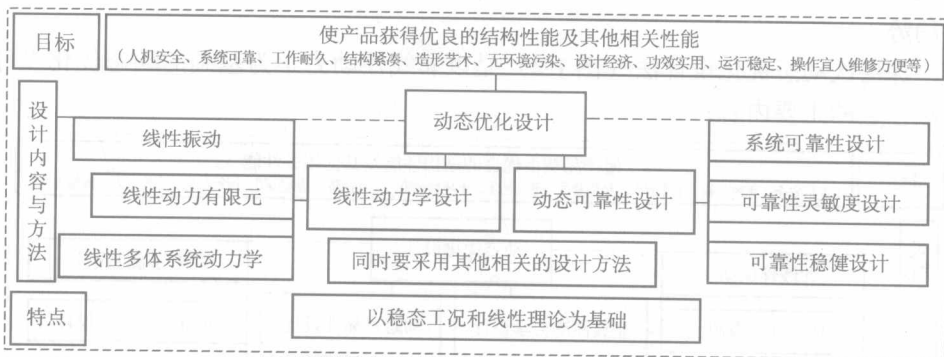 目标
使产品获得优良的结构性能及其他相关性能
（人机安全、系统可靠、工作耐久、结构紧凑、造形艺术、无环境污染、设计经济、功效实用、运行稳定、操作宜人维修方便等）
设计内容与方法
动态优化设计
线性振动
系统可靠性设计
线性动力有限元
线性动力学设计
动态可靠性设计
可靠性灵敏度设计
线性多体系统动力学
同时要采用其他相关的设计方法
可靠性稳健设计
特点
以稳态工况和线性理论为基础